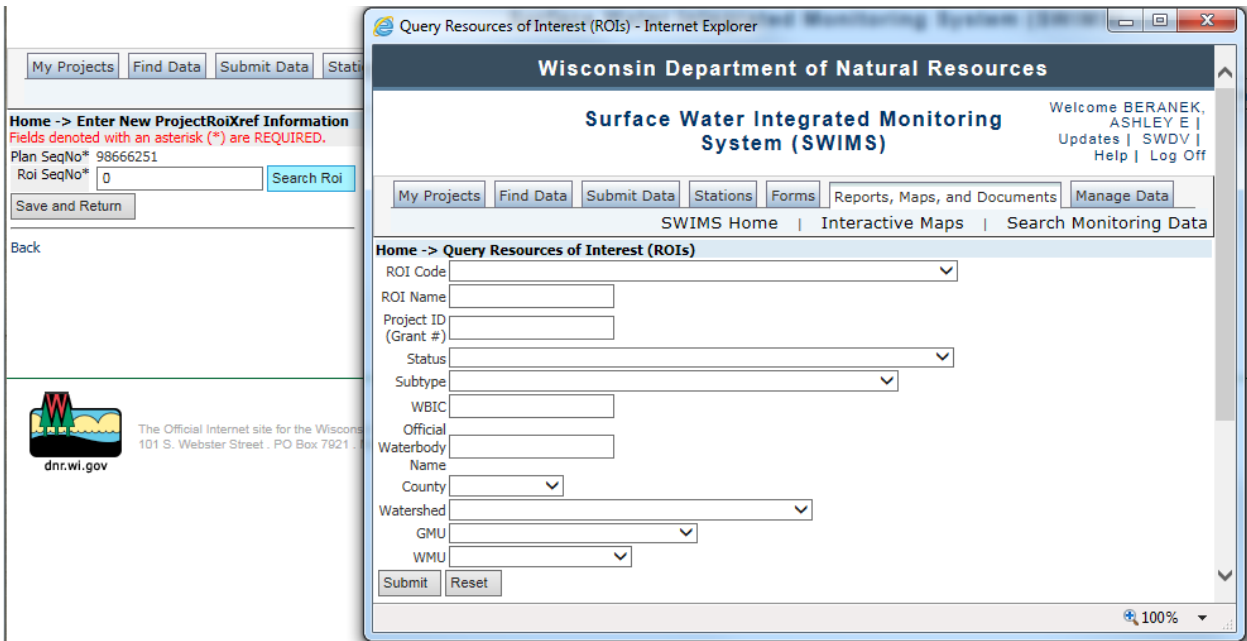 My Projects Find Data Submit Data Stati
Home -> Enter New ProjectRoiXref Information
Fields denoted with an asterisk (*) are REQUIRED.
Plan SeqNo* 98666251
Roi SeqNo* 0 Search Roi
Save and Return
Back
The Official Internet site for the Wiscons
101 S. Webster Street . PO Box 7921 .
dnr.wi.gov
Query Resources of Interest (ROIs) - Internet Explorer
Wisconsin Department of Natural Resources
Surface Water Integrated Monitoring
System (SWIMS)
Welcome BERANEK,
ASHLEY E |
Updates | SWDV |
Help | Log Off
My Projects Find Data Submit Data Stations Forms Reports, Maps, and Documents Manage Data
SWIMS Home | Interactive Maps | Search Monitoring Data
Home -> Query Resources of Interest (ROIs)
ROI Code
ROI Name
Project ID
(Grant #)
Status
Subtype
WBIC
Official
Waterbody
Name
County
Watershed
GMU
WMU
Submit Reset
100%